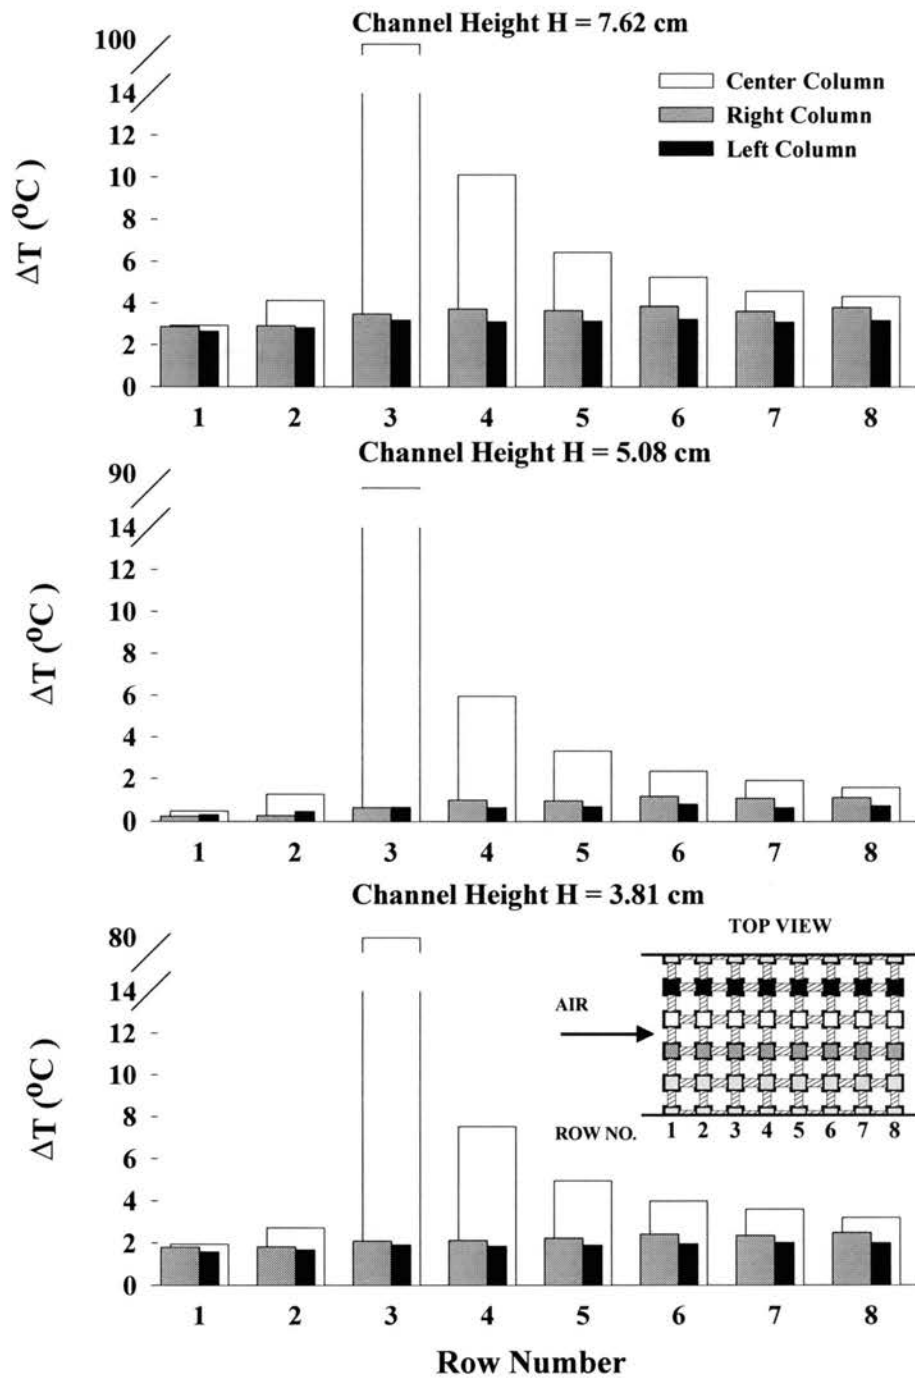 Channel Height H = 7.62 cm
100
14
12
10
8
6
4
2
0
ΔT (⁰C )
Center Column
Right Column
Left Column
1 2 3 4 5 6 7 8
Channel Height H = 5.08 cm
90
14
12
10
8
6
4
2
0
ΔT (⁰C )
1 2 3 4 5 6 7 8
Channel Height H = 3.81 cm
80
14
12
10
8
6
4
2
0
ΔT (⁰C )
TOP VIEW
AIR
ROW NO. 1 2 3 4 5 6 7 8
1 2 3 4 5 6 7 8
Row Number